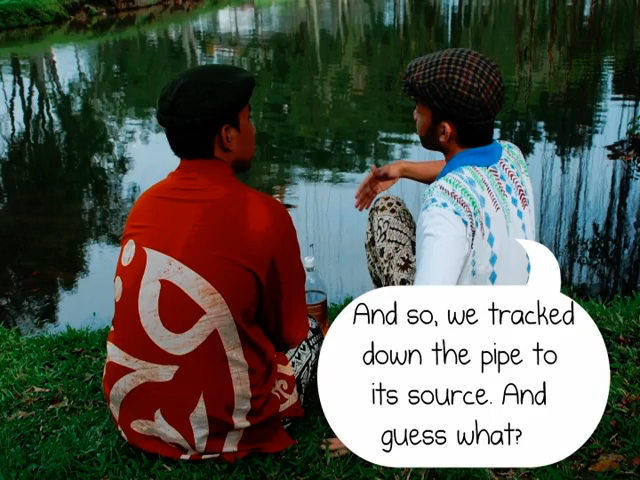 And so, we tracked
down the pipe to
its source. And
guess what?